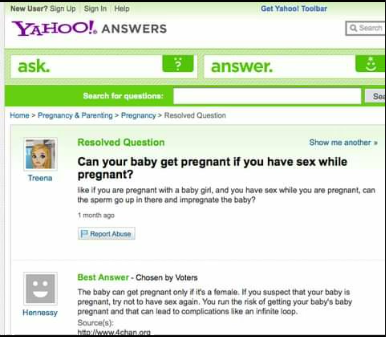 New User? Sign Up Sign In Help Get Yahoo! Toolbar
YAHOO! ANSWERS Search
ask. ? answer.
Search for questions: Sea
Home > Pregnancy & Parenting > Pregnancy > Resolved Question
Resolved Question Show me another »
Can your baby get pregnant if you have sex while
pregnant?
Treena
like if you are pregnant with a baby girl, and you have sex while you are pregnant, can
the sperm go up in there and impregnate the baby?
1 month ago
Report Abuse
Best Answer - Chosen by Voters
The baby can get pregnant only if it's a female. If you suspect that your baby is
pregnant, try not to have sex again. You run the risk of getting your baby's baby
Hennessy
pregnant and that can lead to complications like an infinite loop.
Source(s):
http://www.4chan.org